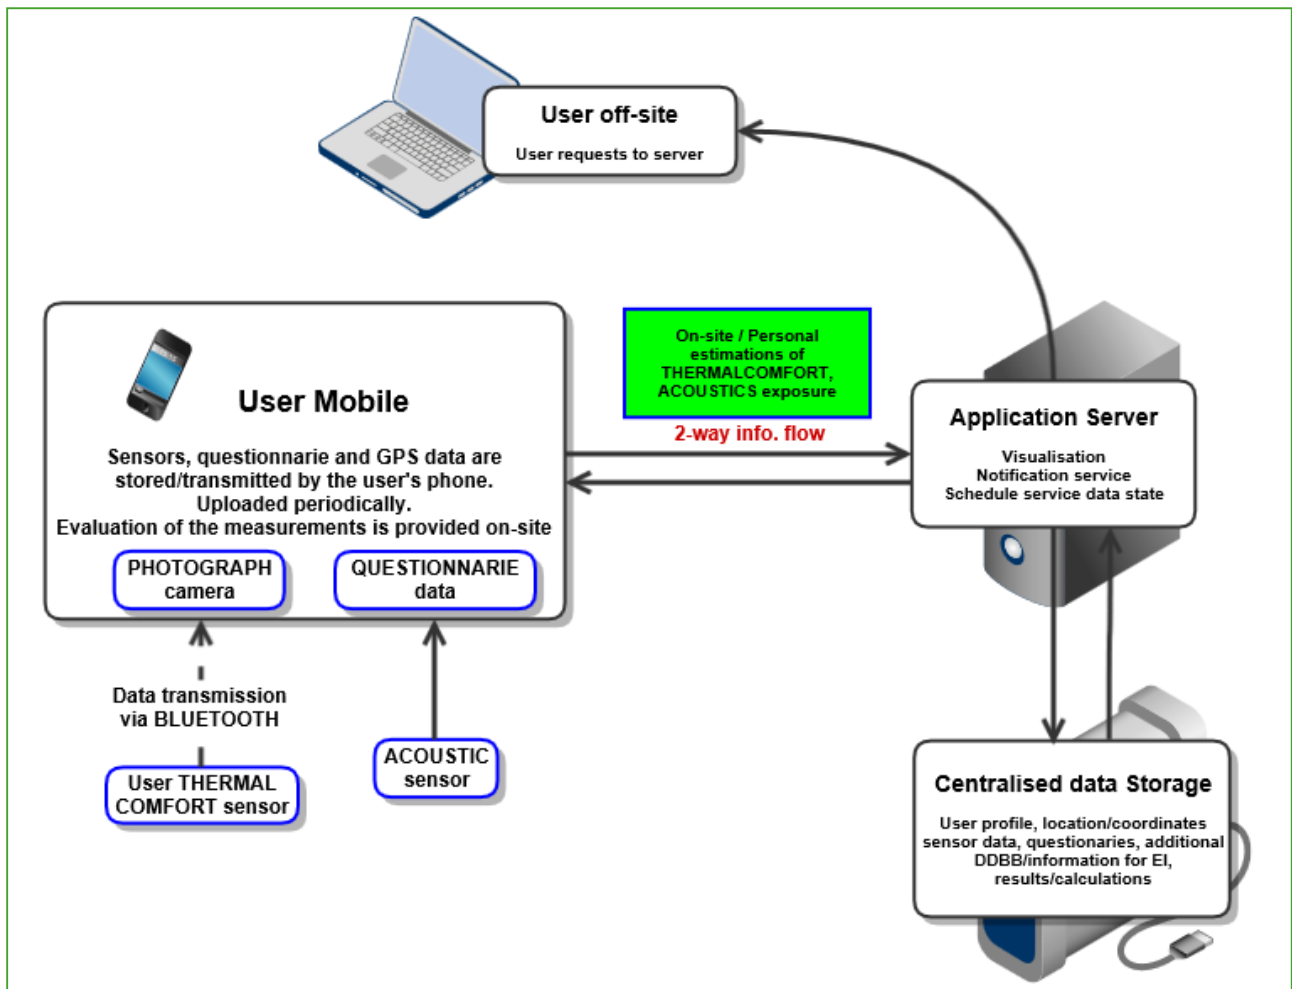 User off-site
User requests to server
On-site / Personal
estimations of
THERMALCOMFORT,
ACOUSTICS exposure
2-way info. flow
User Mobile
Sensors, questionnarie and GPS data are
stored/transmitted by the user's phone.
Uploaded periodically.
Evaluation of the measurements is provided on-site
PHOTOGRAPH
camera
QUESTIONNARIE
data
Application Server
Visualisation
Notification service
Schedule service data state
Data transmission
via BLUETOOTH
User THERMAL
COMFORT sensor
ACOUSTIC
sensor
Centralised data Storage
User profile, location/coordinates
sensor data, questionaries, additional
DDBB/information for EI,
results/calculations